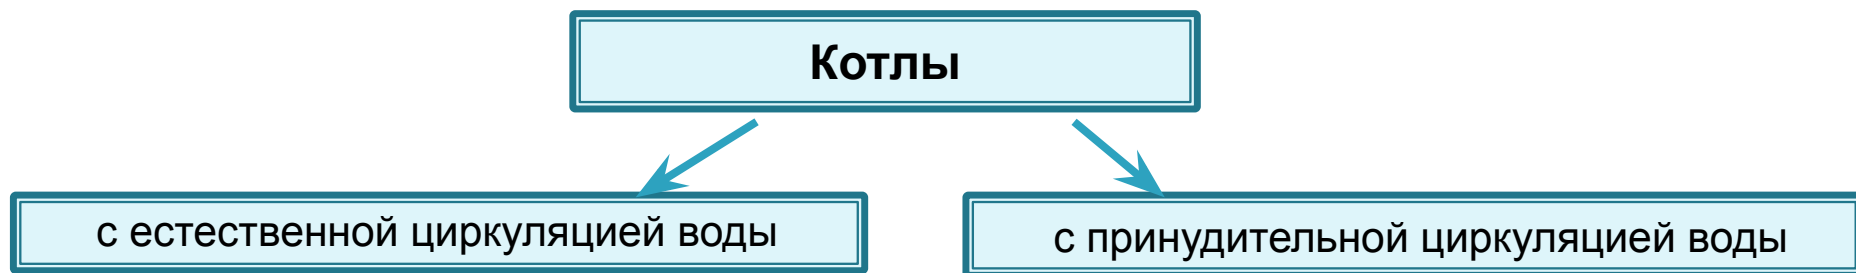 Котлы
с естественной циркуляцией воды
с принудительной циркуляцией воды